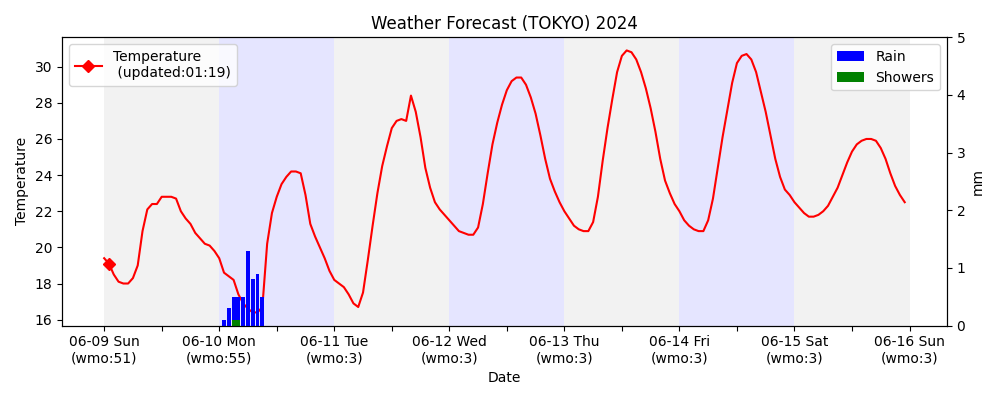 Weather Forecast (TOKYO) 2024
Temperature
(updated:01:19)
Rain
Showers
Temperature
30
28
26
24
22
20
18
16
5
4
3
2
1
0
mm
06-09 Sun
(wmo:51)
06-10 Mon
(wmo:55)
06-11 Tue
(wmo:3)
06-12 Wed
(wmo:3)
06-13 Thu
(wmo:3)
06-14 Fri
(wmo:3)
06-15 Sat
(wmo:3)
06-16 Sun
(wmo:3)
Date